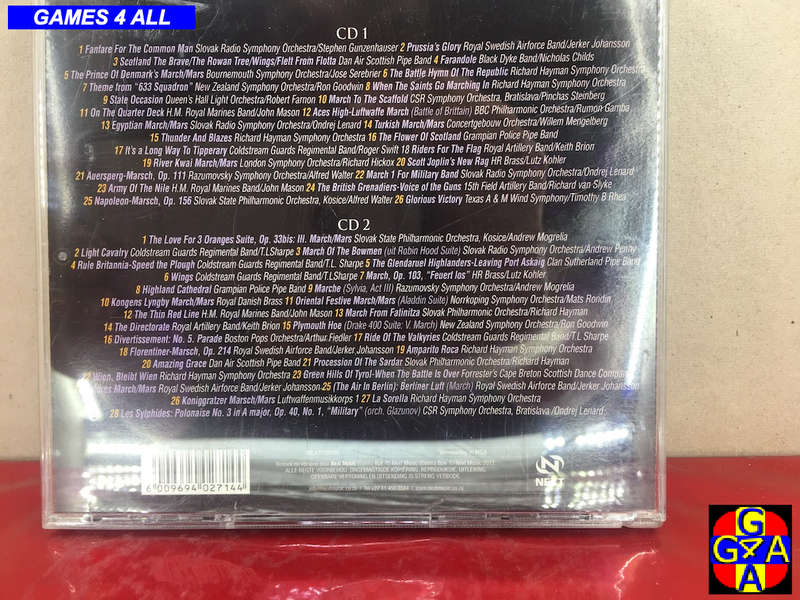 GAMES 4 ALL
CD 1
1 Fanfare For The Common Man Slovak Radio Symphony Orchestra/Stephen Gunzenhauser 2 Prussia's Glory Royal Swedish Airforce Band/Jerker Johansson
3 Scotland The Brave/The Rowan Tree/Wings/Flett From Flotta Dan Air Scottish Pipe Band 4 Farandole Black Dyke Band/Nicholas Childs
5 The Prince Of Denmark's March/Mars Bournemouth Symphony Orchestra/Jose Serebrier 6 The Battle Hymn Of The Republic Richard Hayman Symphony Orchestra
7 Theme from "633 Squadron" New Zealand Symphony Orchestra/Ron Goodwin 8 When The Saints Go Marching In Richard Hayman Symphony Orchestra
9 State Occasion Queen's Hall Light Orchestra/Robert Farnon 10 March To The Scaffold CSR Symphony Orchestra, Bratislava/Pinchas Steinberg
11 On The Quarter Deck H.M. Royal Marines Band/John Mason 12 Aces High-Luftwaffe March (Battle of Brittain) BBC Philharmonic Orchestra/Rumon Gamba
13 Egyptian March/Mars Slovak Radio Symphony Orchestra/Ondrej Lenard 14 Turkish March/Mars Concertgebouw Orchestra/Willem Mengelberg
15 Thunder And Blazes Richard Hayman Symphony Orchestra 16 The Flower Of Scotland Grampian Police Pipe Band
17 It's a Long Way To Tipperary Coldstream Guards Regimental Band/Roger Swift 18 Riders For The Flag Royal Artillery Band/Keith Brion
19 River Kwai March/Mars London Symphony Orchestra/Richard Hickox 20 Scott Joplin's New Rag HR Brass/Lutz Kohler
21 Auersperg-Marsch, Op. 111 Razumovsky Symphony Orchestra/Alfred Walter 22 March 1 For Military Band Slovak Radio Symphony Orchestra/Ondrej Lenard
23 Army Of The Nile H.M. Royal Marines Band/John Mason 24 The British Grenadiers-Voice of the Guns 15th Field Artillery Band/Richard van Slyke
25 Napoleon-Marsch, Op. 156 Slovak State Philharmonic Orchestra, Kosice/Alfred Walter 26 Glorious Victory Texas A & M Wind Symphony/Timothy B Rhea
CD 2
1 The Love For 3 Oranges Suite, Op. 33bis: III. March/Mars Slovak State Philharmonic Orchestra, Kosice/Andrew Mogrelia
2 Light Cavalry Coldstream Guards Regimental Band/T.LSharpe 3 March Of The Bowmen (uit Robin Hood Suite) Slovak Radio Symphony Orchestra/Andrew Penny
4 Rule Britannia-Speed the Plough Coldstream Guards Regimental Band/T.L. Sharpe 5 The Glendaruel Highlanders-Leaving Port Askaig Clan Sutherland Pipe Band
6 Wings Coldstream Guards Regimental Band/T.LSharpe 7 March, Op. 103, "Feuert los" HR Brass/Lutz Kohler
8 Highland Cathedral Grampian Police Pipe Band 9 Marche (Sylvia, Act III) Razumovsky Symphony Orchestra/Andrew Mogrelia
10 Kongens Lyngby March/Mars Royal Danish Brass 11 Oriental Festive March/Mars (Aladdin Suite) Norrkoping Symphony Orchestra/Mats Rondin
12 The Thin Red Line H.M. Royal Marines Band/John Mason 13 March From Fatinitza Royal Symphony Orchestra/Richard Hayman
14 The Directorate Royal Artillery Band/Keith Brion 15 Plymouth Hoe (Drake 400 Suite: V. March) New Zealand Symphony Orchestra/Ron Goodwin
16 Divertissement: No. 5. Parade Boston Pops Orchestra/Arthur.Fiedler 17 Ride Of The Valkyries Coldstream Guards Regimental Band/T.L Sharpe
18 Florentiner-Marsch, Op. 214 Royal Swedish Airforce Band/Jerker Johansson 19 Amparito Roca Richard Hayman Symphony Orchestra
20 Amazing Grace Dan Air Scottish Pipe Band 21 Procession Of The Sardar Slovak Philharmonic Orchestra/Richard Hayman
22 Wien, Bleibt Wien Richard Hayman Symphony Orchestra 23 Green Hills Of Tyrol-When The Battle Is Over Forrester's Cape Breton Scottish Dance Company
March/Mars Royal Swedish Airforce Band/Jerker Johansson 25 (The Air In Berlin): Berliner Luft (March) Royal Swedish Airforce Band/Jerker Johansson
26 Koniggratzer Marsch/Mars Luftwaffenmusikkorps 1 27 La Sorella Richard Hayman Symphony Orchestra
28 Les Sylphides: Polonaise No. 3 in A major, Op. 40, No. 1, "Military" (orch. Glazunov) CSR Symphony Orchestra, Bratislava /Ondrej Lenard
ALLE REGTE VOORBEHOU. ONGEMAGTIGDE KOPIËRING, REPRODUKSIE, UITLENING,
OPENBARE VERTONING EN UITSENDING IS STRENG VERBODE.
NEXT
6 009694 027144
G
G4A
A